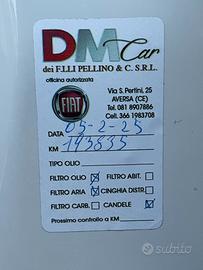 DM Car
dei F.LLI PELLINO & C. S.R.L.
officina autorizzata
FIAT
Via S. Pertini, 25
AVERSA (CE)
Tel. 081 8907886
Cell. 366 1983708
DATA 05-2-25
KM 143835
TIPO OLIO
FILTRO OLIO FILTRO ABIT.
FILTRO ARIA CINGHIA DISTR.
FILTRO CARB. CANDELE
Prossimo controllo a KM
subito